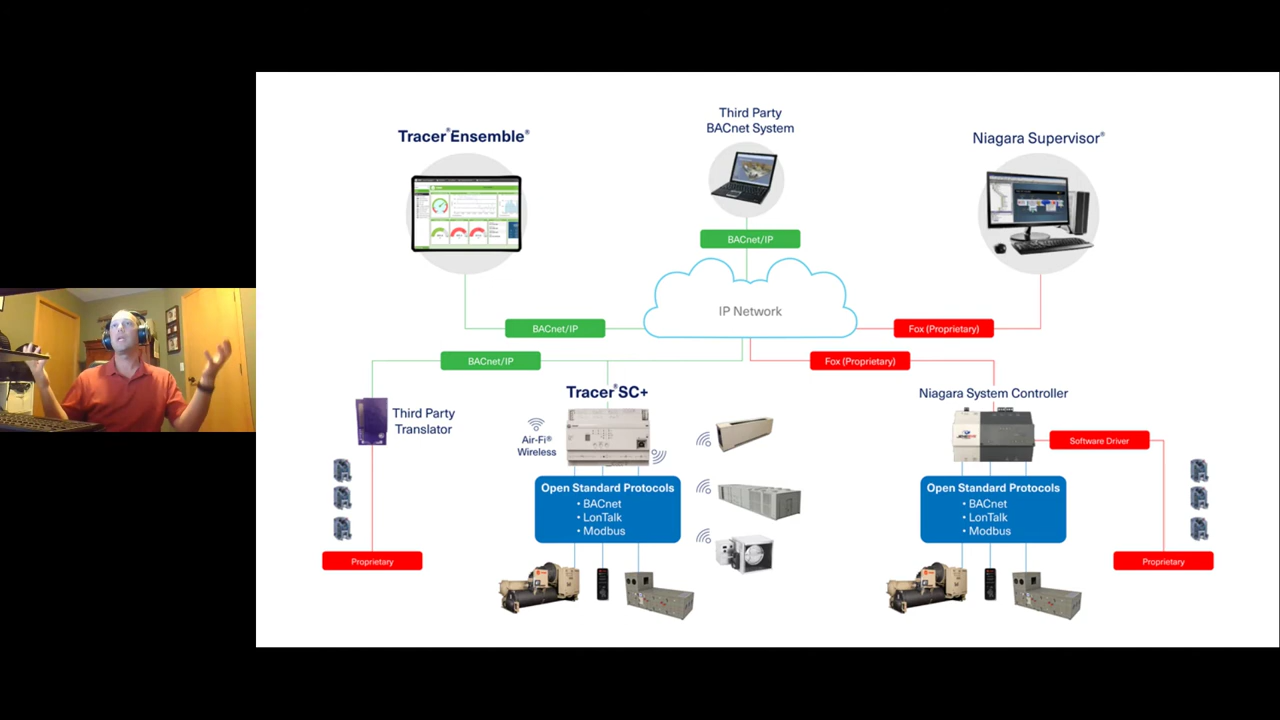 Third Party
BACnet System
Tracer® Ensemble®
Niagara Supervisor®
BACnet/IP
IP Network
BACnet/IP
Fox (Proprietary)
BACnet/IP
Fox (Proprietary)
Tracer® SC+
Niagara System Controller
Third Party
Translator
Air-Fi®
Wireless
Software Driver
Open Standard Protocols
• BACnet
• LonTalk
• Modbus
Open Standard Protocols
• BACnet
• LonTalk
• Modbus
Proprietary
Proprietary